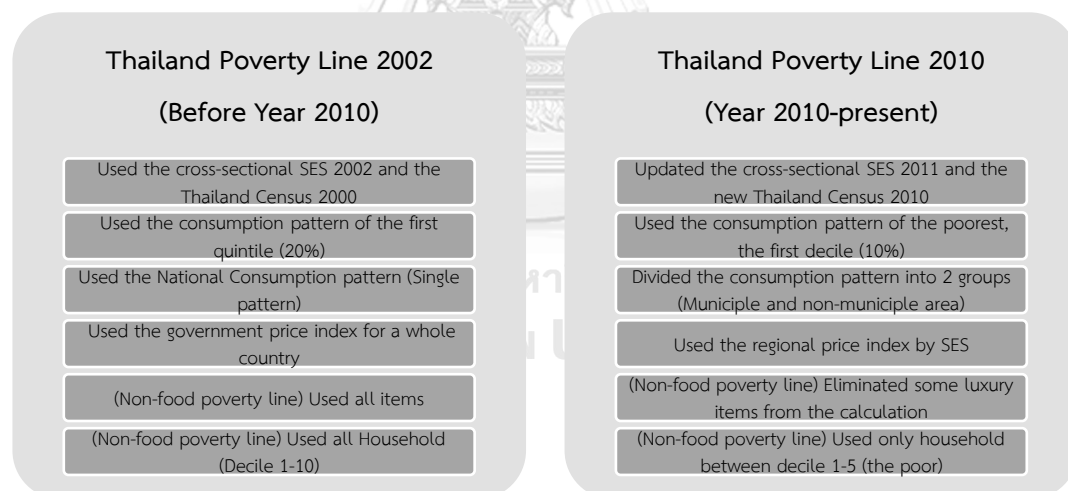 Thailand Poverty Line 2002
(Before Year 2010)
Used the cross-sectional SES 2002 and the
Thailand Census 2000
Used the consumption pattern of the first
quintile (20%)
Used the National Consumption pattern (Single
pattern)
Used the government price index for a whole
country
(Non-food poverty line) Used all items
(Non-food poverty line) Used all Household
(Decile 1-10)
Thailand Poverty Line 2010
(Year 2010-present)
Updated the cross-sectional SES 2011 and the
new Thailand Census 2010
Used the consumption pattern of the poorest,
the first decile (10%)
Divided the consumption pattern into 2 groups
(Municiple and non-municiple area)
Used the regional price index by SES
(Non-food poverty line) Eliminated some luxury
items from the calculation
(Non-food poverty line) Used only household
between decile 1-5 (the poor)